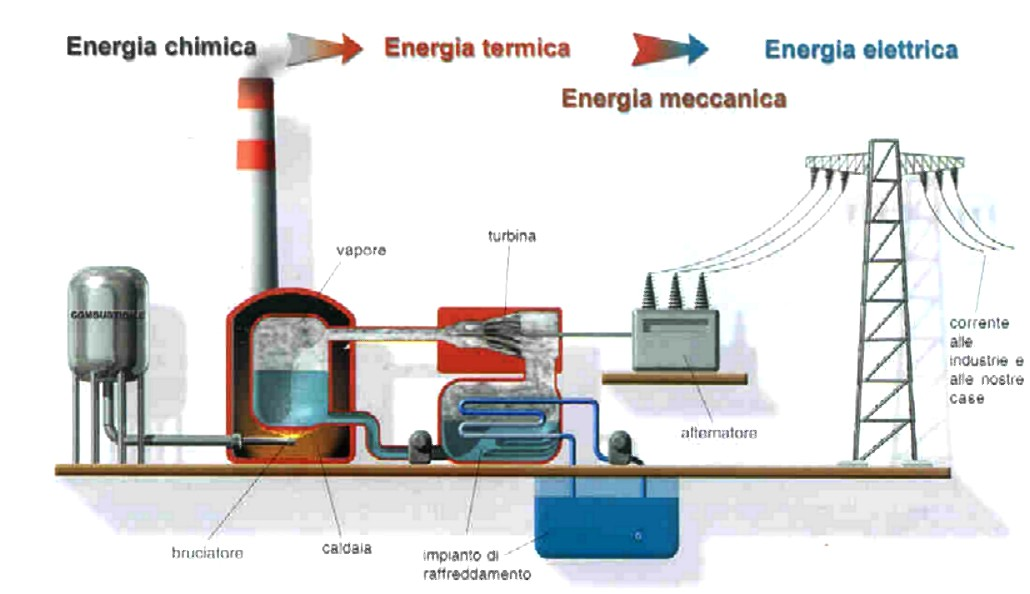 Energia chimica
Energia termica
Energia elettrica
Energia meccanica
turbina
vapore
COMBUSTIBILE
corrente
alle
industrie e
alle nostre
case
alternatore
bruciatore
caldaia
impianto di
raffreddamento